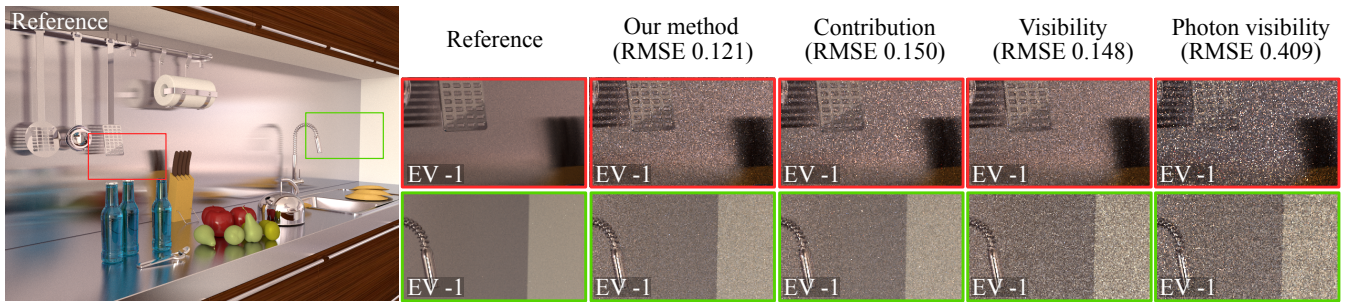 Reference
Reference
Our method
(RMSE 0.121)
Contribution
(RMSE 0.150)
Visibility
(RMSE 0.148)
Photon visibility
(RMSE 0.409)
EV -1
EV -1
EV -1
EV -1
EV -1
EV -1
EV -1
EV -1
EV -1
EV -1